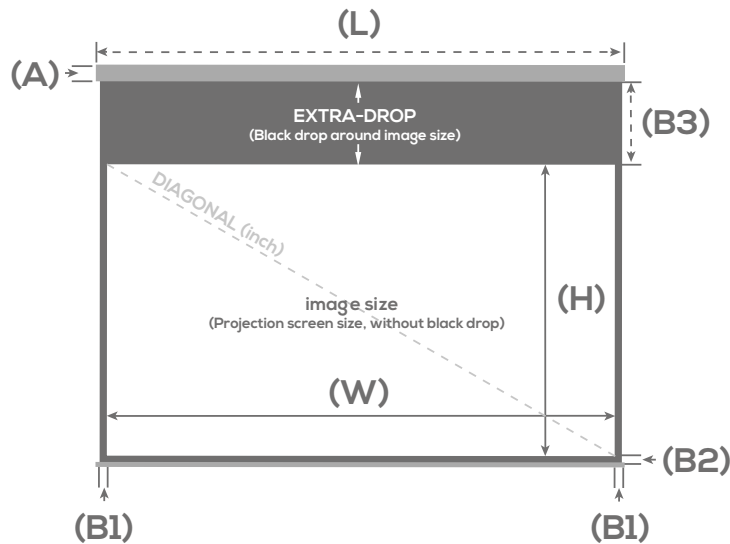 (L)
(A)
EXTRA-DROP
(Black drop around image size)
(B3)
DIAGONAL (inch)
(H)
image size
(Projection screen size, without black drop)
(W)
(B2)
(B1)
(B1)